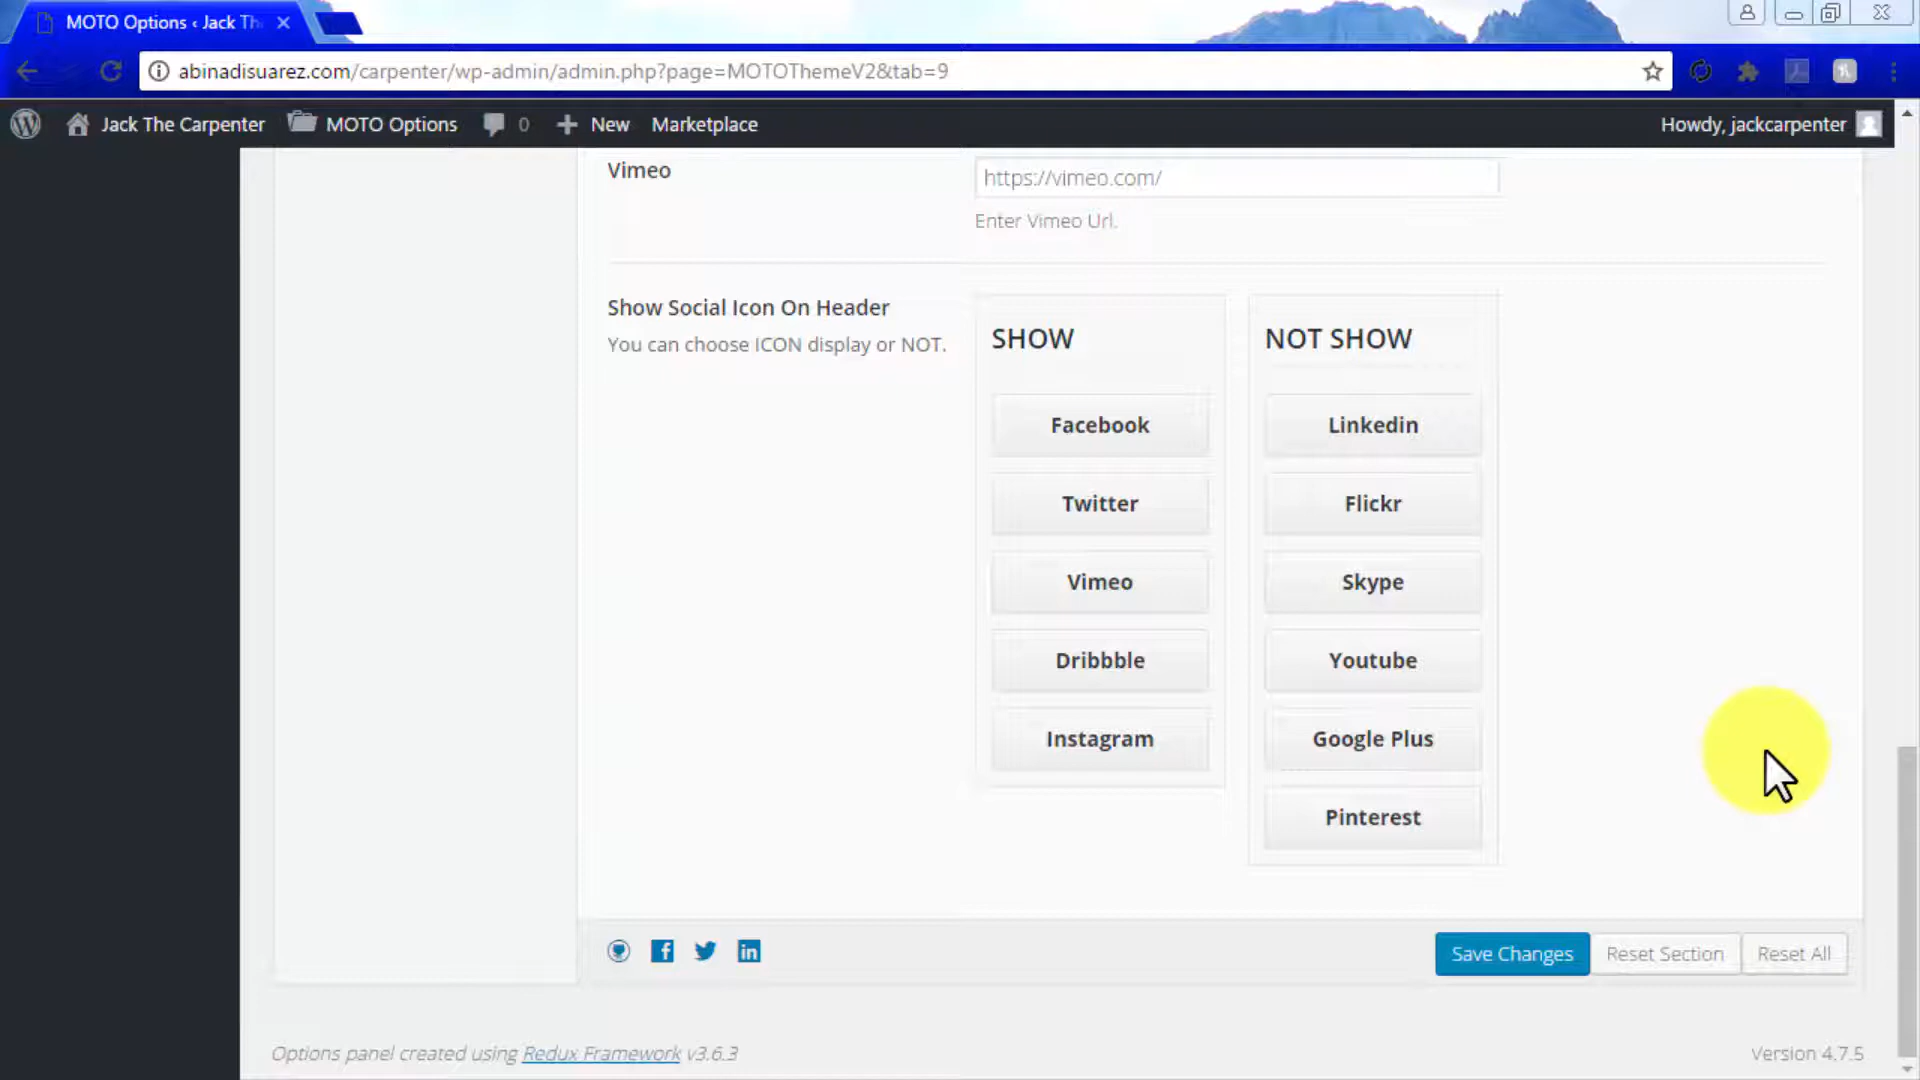 MOTO Options ‹ Jack Th
abinadisuarez.com/carpenter/wp-admin/admin.php?page=MOTOThemeV2&tab=9
Jack The Carpenter MOTO Options 0 New Marketplace Howdy, jackcarpenter
Vimeo https://vimeo.com/
Enter Vimeo Url.
Show Social Icon On Header
You can choose ICON display or NOT.
SHOW
Facebook
Twitter
Vimeo
Dribbble
Instagram
NOT SHOW
Linkedin
Flickr
Skype
Youtube
Google Plus
Pinterest
Save Changes Reset Section Reset All
Options panel created using Redux Framework v3.6.3 Version 4.7.5